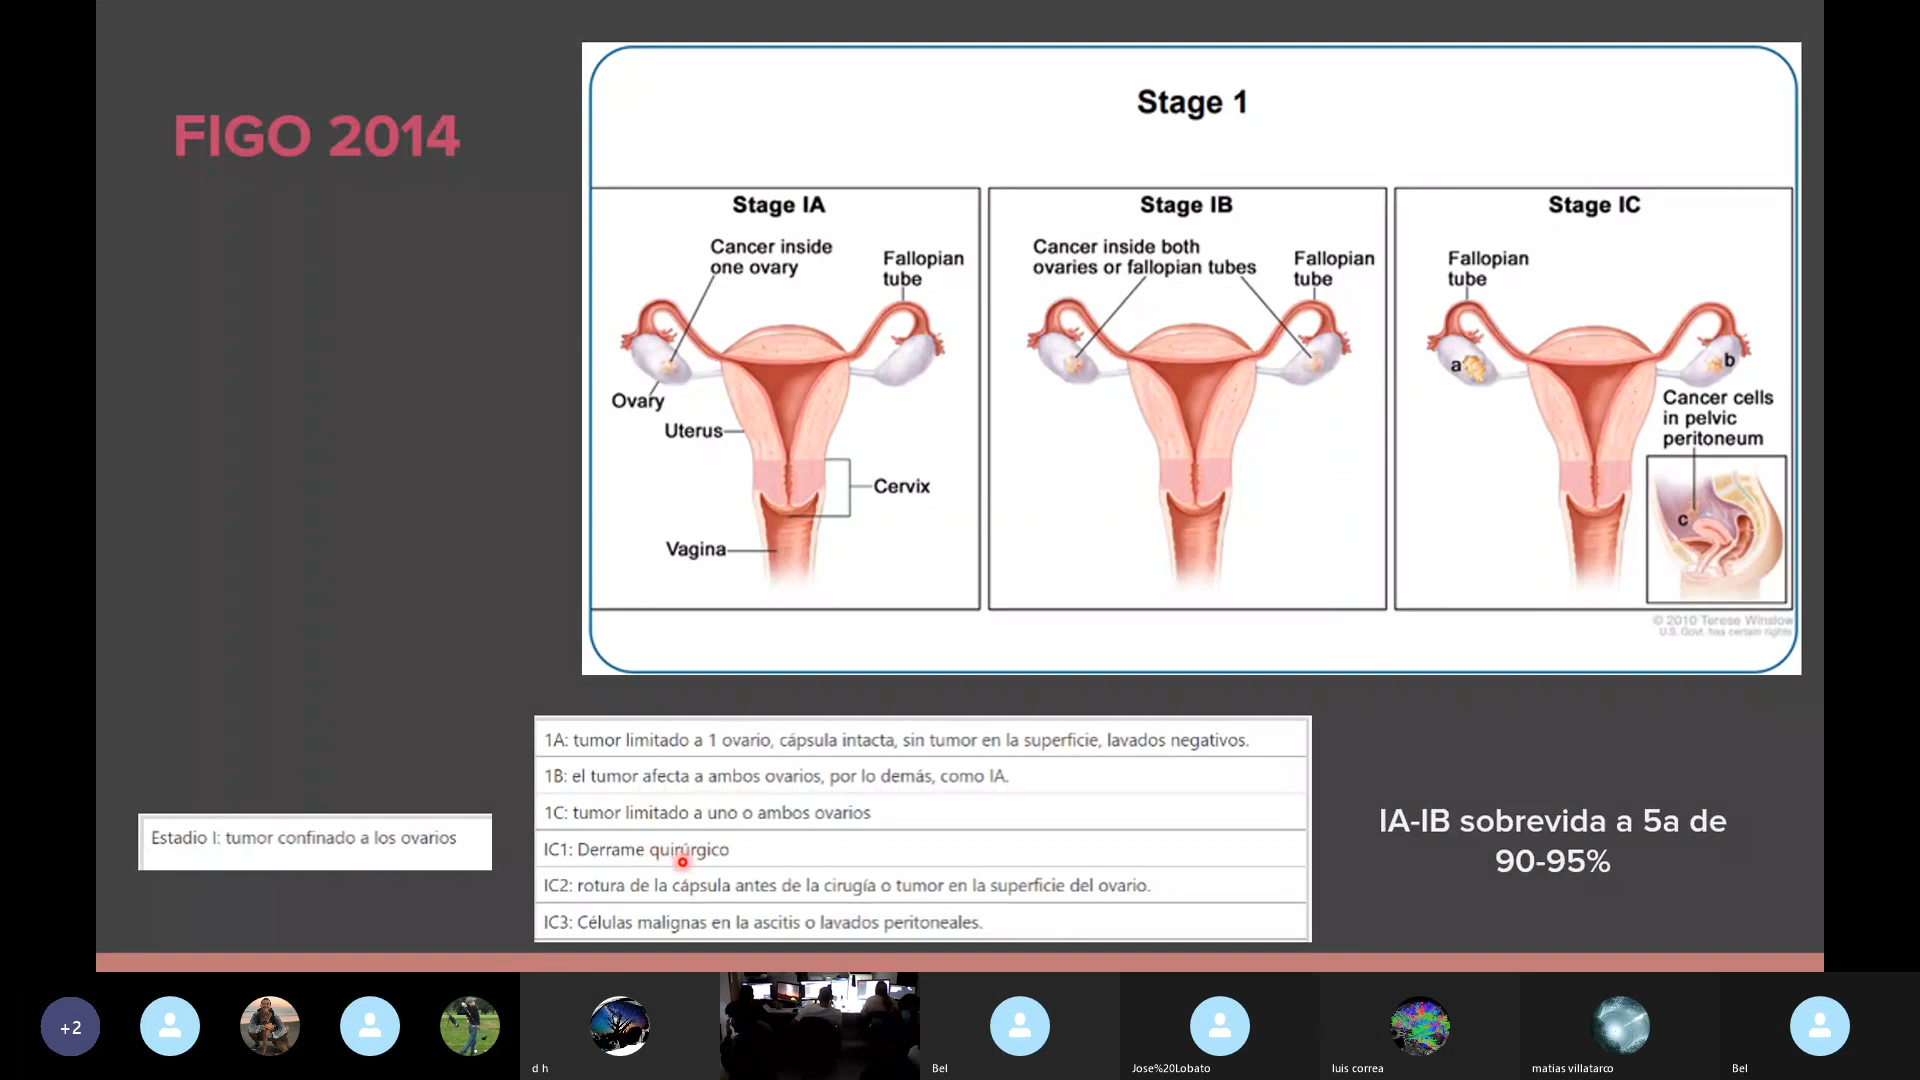 FIGO 2014
Stage 1
Stage IA
Cancer inside
one ovary
Fallopian
tube
Ovary
Uterus
Cervix
Vagina
Stage IB
Cancer inside both
ovaries or fallopian tubes
Fallopian
tube
Stage IC
Fallopian
tube
a
b
Cancer cells
in pelvic
peritoneum
c
© 2010 Terese Winslow
U.S. Govt. has certain rights
Estadio I: tumor confinado a los ovarios
1A: tumor limitado a 1 ovario, cápsula intacta, sin tumor en la superficie, lavados negativos.
1B: el tumor afecta a ambos ovarios, por lo demás, como IA.
1C: tumor limitado a uno o ambos ovarios
IC1: Derrame quirúrgico
IC2: rotura de la cápsula antes de la cirugía o tumor en la superficie del ovario.
IC3: Células malignas en la ascitis o lavados peritoneales.
IA-IB sobrevida a 5a de
90-95%
+2
d h
Bel
Jose%20Lobato
luis correa
matias villatarco
Bel